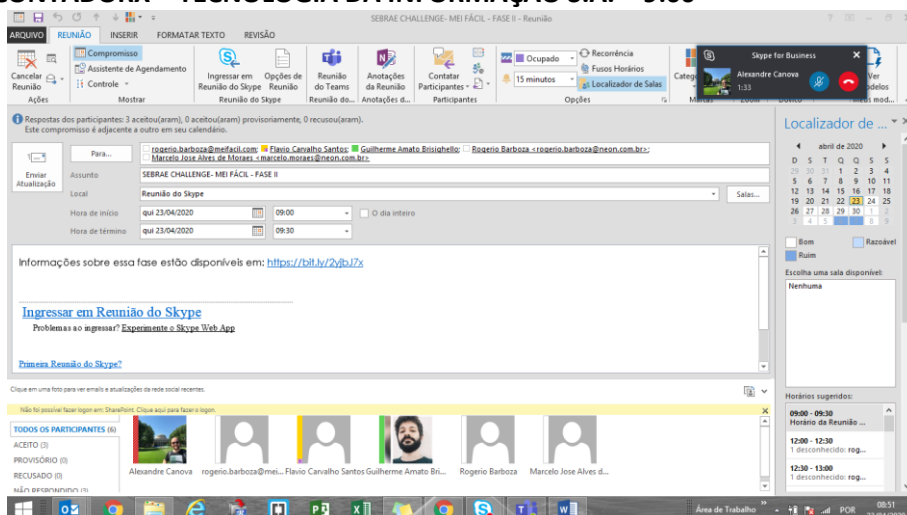 CONTADORX – TECNOLOGIA DA INFORMAÇÃO S.A. – 9:00
SEBRAE CHALLENGE- MEI FÁCIL - FASE II - Reunião
ARQUIVO REUNIÃO INSERIR FORMATAR TEXTO REVISÃO
Cancelar Reunião
Compromisso
Assistente de Agendamento
Controle
Ingressar em Reunião do Skype
Opções de Reunião
Reunião do Teams
Anotações da Reunião
Contatar Participantes
Ocupado
15 minutos
Recorrência
Fusos Horários
Localizador de Salas
Skype for Business
Alexandre Canova
1:33
Ver
Ações Mostrar Reunião do Skype Reunião do... Anotações d... Participantes Opções
Respostas dos participantes: 3 aceitou(aram), 0 aceitou(aram) provisoriamente, 0 recusou(aram).
Este compromisso é adjacente a outro em seu calendário.
Enviar Atualização
Para...
rogerio.barboza@meifacil.com; Flavio Carvalho Santos; Guilherme Amato Brisighello; Rogerio Barboza <rogerio.barboza@neon.com.br>;
Marcelo Jose Alves de Moraes <marcelo.moraes@neon.com.br>
Assunto SEBRAE CHALLENGE- MEI FÁCIL - FASE II
Local Reunião do Skype Salas...
Hora de início qui 23/04/2020 09:00 O dia inteiro
Hora de término qui 23/04/2020 09:30
Informações sobre essa fase estão disponíveis em: https://bit.ly/2yjbJ7x
Ingressar em Reunião do Skype
Problemas ao ingressar? Experimente o Skype Web App
Primeira Reunião do Skype?
Clique em uma foto para ver emails e atualizações da rede social recentes.
Não foi possível fazer logon em: SharePoint. Clique aqui para fazer o logon.
TODOS OS PARTICIPANTES (6)
ACEITO (3)
PROVISÓRIO (0)
RECUSADO (0)
NÃO RESPONDIDO (3)
Alexandre Canova rogerio.barboza@mei... Flavio Carvalho Santos Guilherme Amato Bri... Rogerio Barboza Marcelo Jose Alves d...
Localizador de ...
abril de 2020
D S T Q Q S S
29 30 31 1 2 3 4
5 6 7 8 9 10 11
12 13 14 15 16 17 18
19 20 21 22 23 24 25
26 27 28 29 30 1 2
3 4 5 8 9
Bom Razoável
Ruim
Escolha uma sala disponível:
Nenhuma
Horários sugeridos:
09:00 - 09:30
Horário da Reunião ...
12:00 - 12:30
1 desconhecido: rog...
12:30 - 13:00
1 desconhecido: rog...
Área de Trabalho POR 08:51
23/04/2020